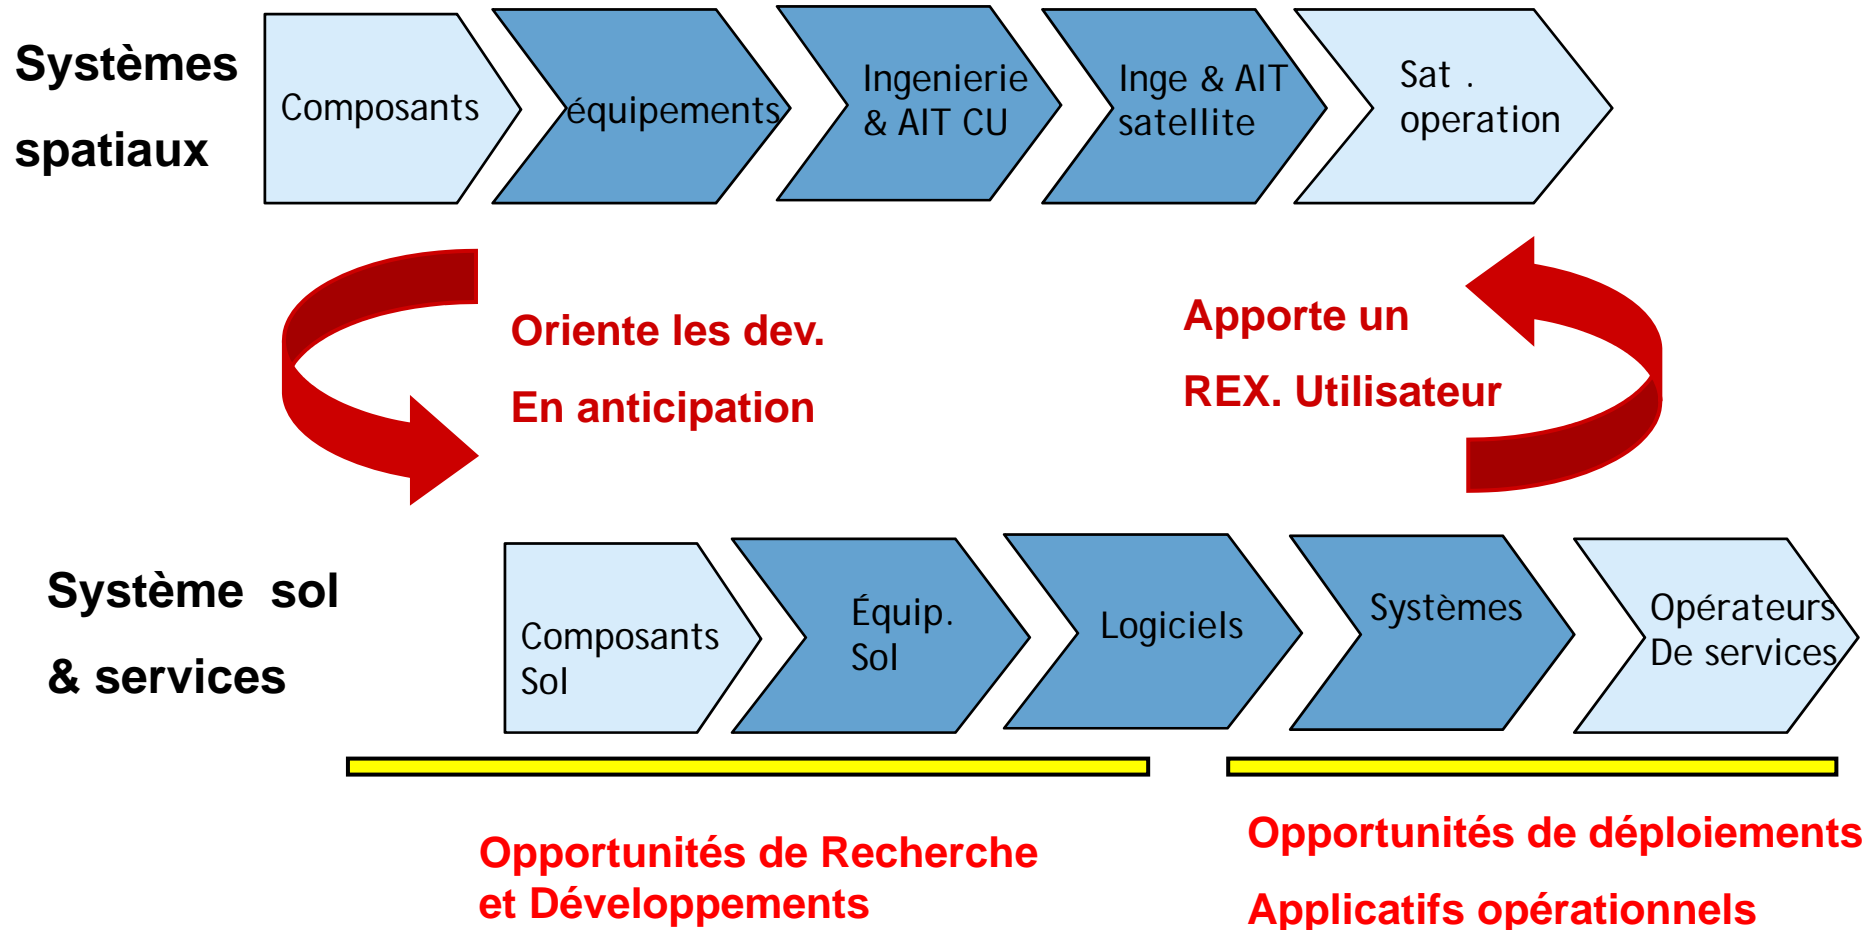 Systèmes
spatiaux
Composants
équipements
Ingenierie
& AIT CU
Inge & AIT
satellite
Sat .
operation
Oriente les dev.
En anticipation
Apporte un
REX. Utilisateur
Système sol
& services
Composants
Sol
Équip.
Sol
Logiciels
Systèmes
Opérateurs
De services
Opportunités de Recherche
et Développements
Opportunités de déploiements
Applicatifs opérationnels